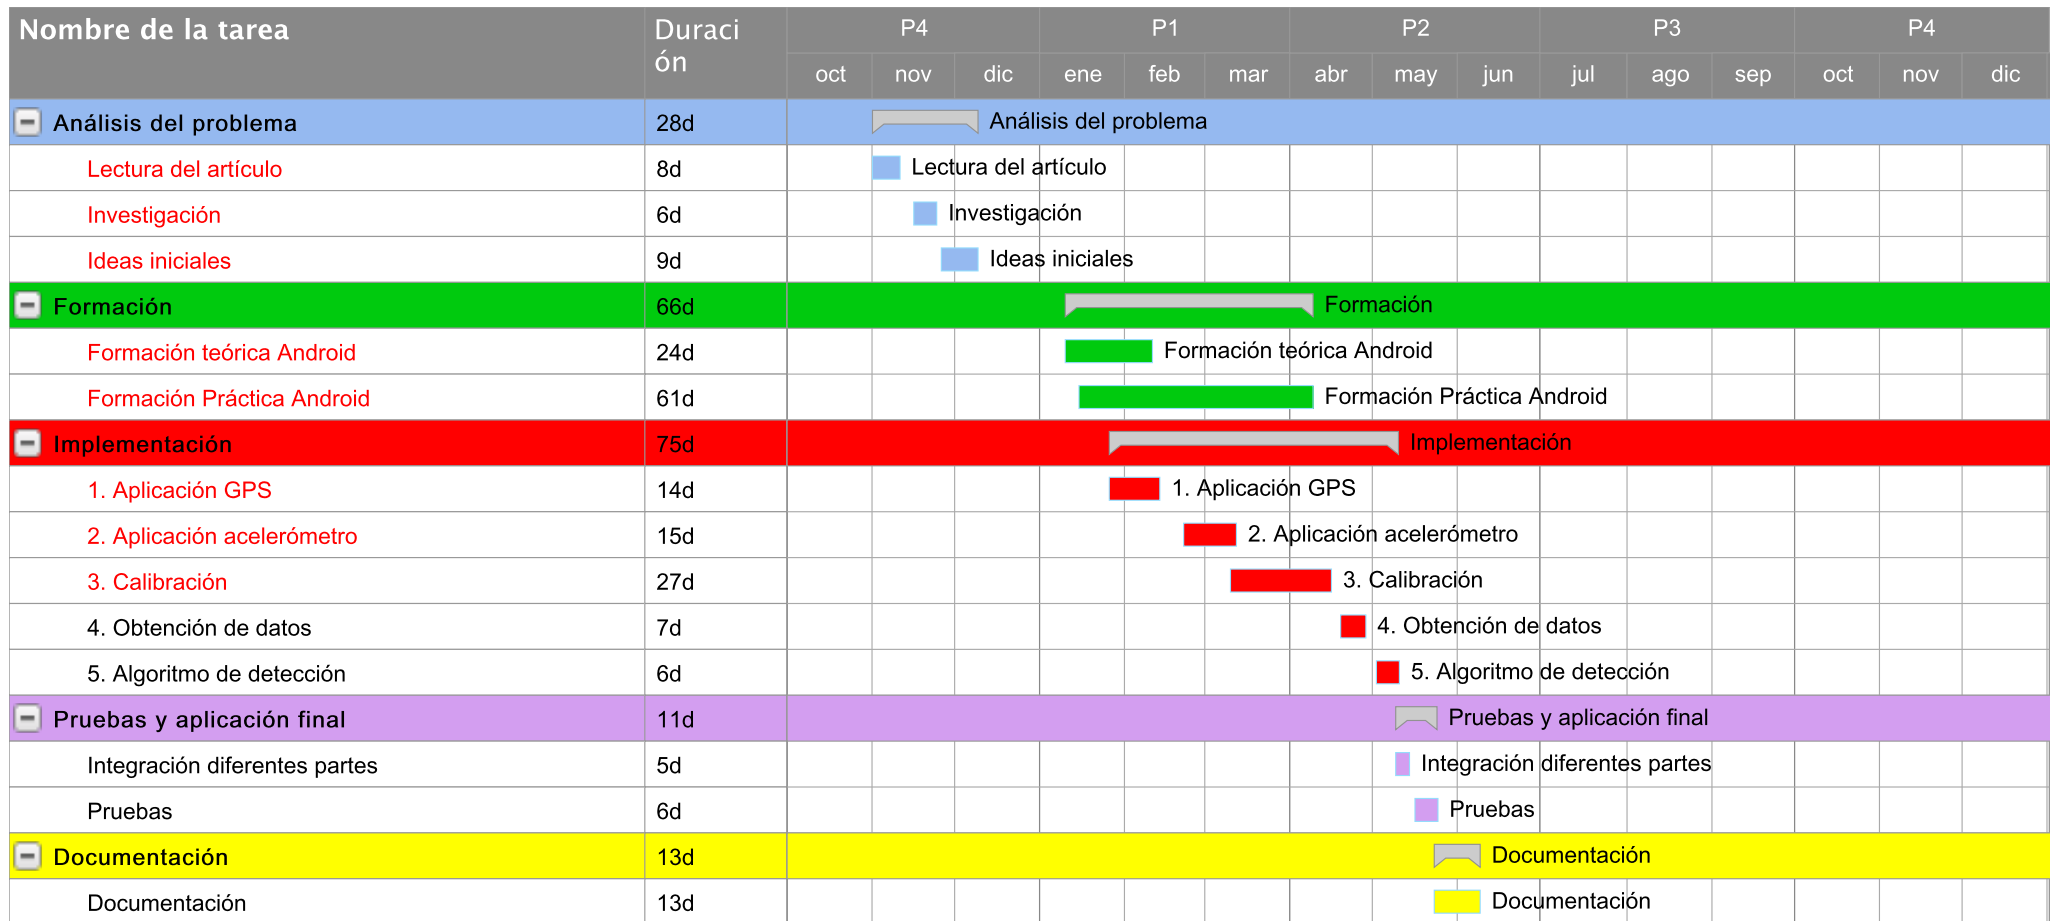 Nombre de la tarea Duraci P4 P1 P2 P3 P4
ón
oct nov dic ene feb mar abr may jun jul ago sep oct nov dic
Análisis del problema 28d Análisis del problema
Lectura del artículo 8d Lectura del artículo
Investigación 6d Investigación
Ideas iniciales 9d Ideas iniciales
Formación 66d Formación
Formación teórica Android 24d Formación teórica Android
Formación Práctica Android 61d Formación Práctica Android
Implementación 75d Implementación
1. Aplicación GPS 14d 1. Aplicación GPS
2. Aplicación acelerómetro 15d 2. Aplicación acelerómetro
3. Calibración 27d 3. Calibración
4. Obtención de datos 7d 4. Obtención de datos
5. Algoritmo de detección 6d 5. Algoritmo de detección
Pruebas y aplicación final 11d Pruebas y aplicación final
Integración diferentes partes 5d Integración diferentes partes
Pruebas 6d Pruebas
Documentación 13d Documentación
Documentación 13d Documentación